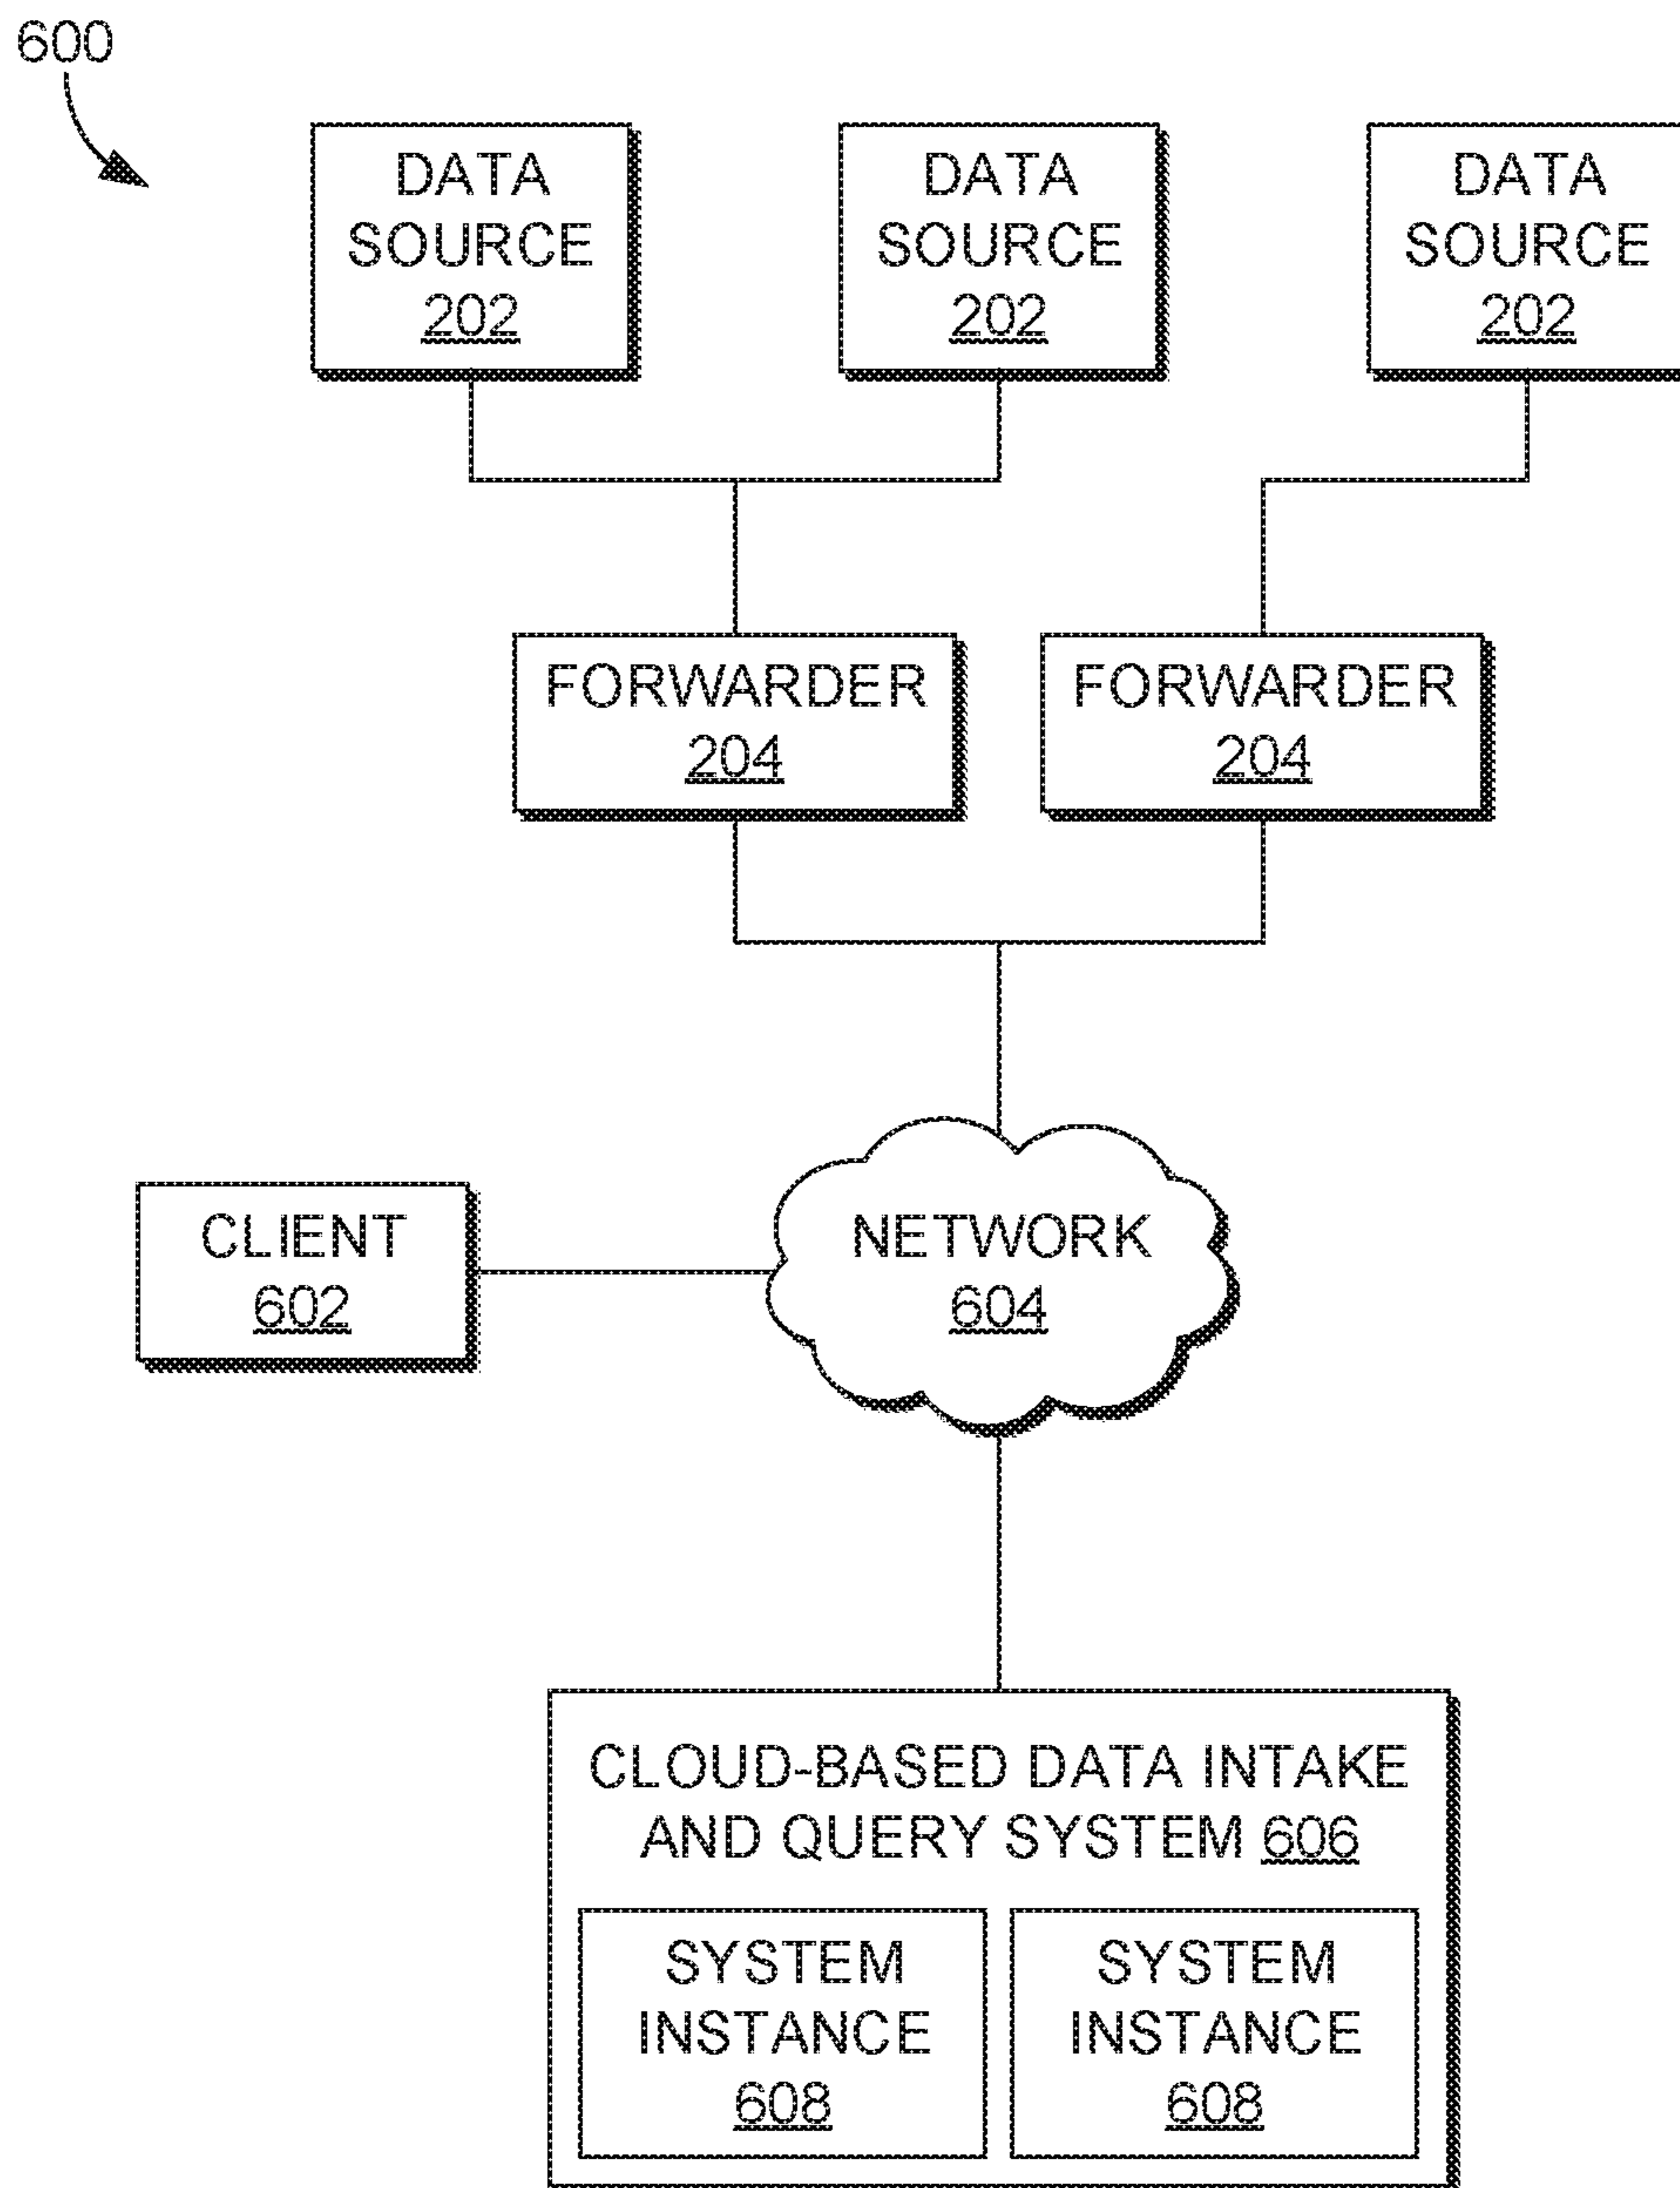 600
DATA
SOURCE
202
DATA
SOURCE
202
DATA
SOURCE
202
FORWARDER
204
FORWARDER
204
CLIENT
602
NETWORK
604
CLOUD-BASED DATA INTAKE
AND QUERY SYSTEM 606
SYSTEM
INSTANCE
608
SYSTEM
INSTANCE
608